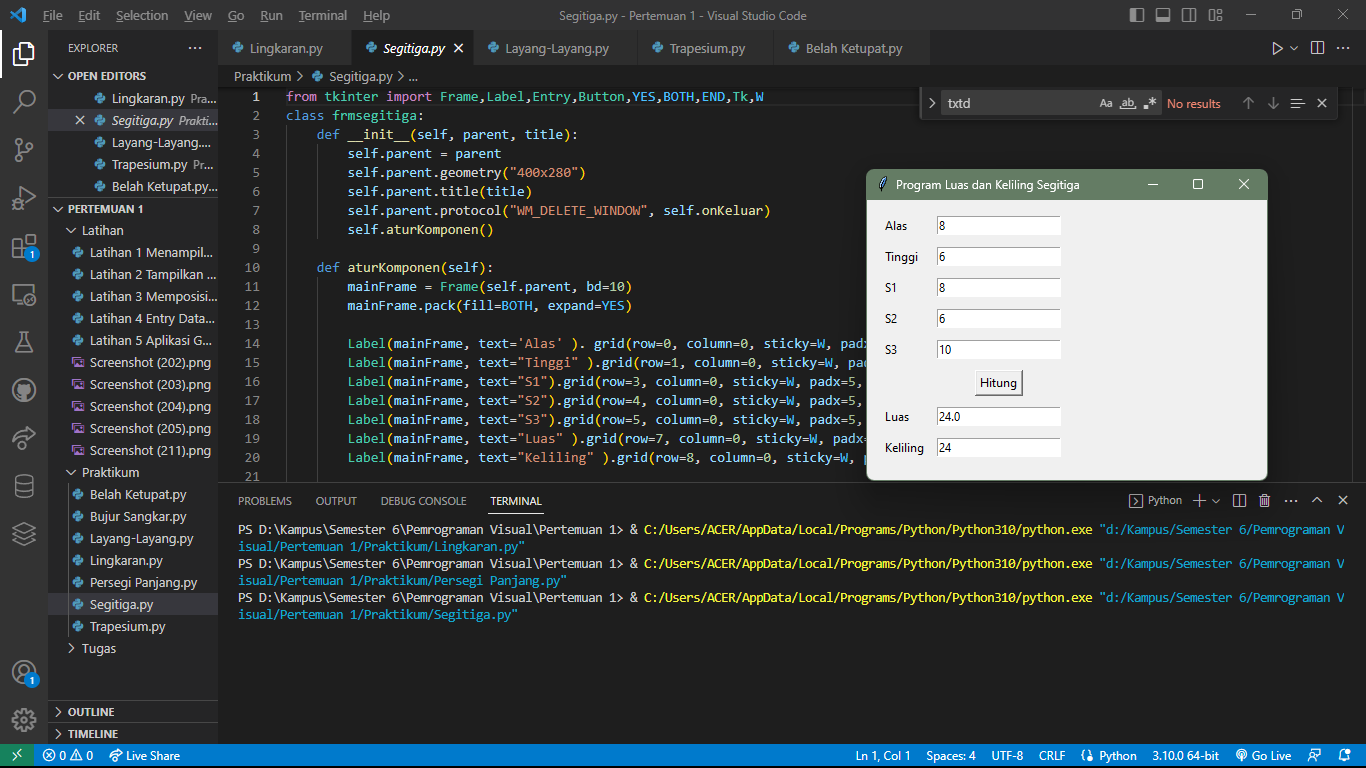 File Edit Selection View Go Run Terminal Help Segitiga.py - Pertemuan 1 - Visual Studio Code
EXPLORER
OPEN EDITORS
Lingkaran.py Pra...
Segitiga.py Prakti...
Layang-Layang....
Trapesium.py Pr...
Belah Ketupat.py...
PERTEMUAN 1
Latihan
Latihan 1 Menampil...
Latihan 2 Tampilkan ...
Latihan 3 Memposisi...
Latihan 4 Entry Data...
Latihan 5 Aplikasi G...
Screenshot (202).png
Screenshot (203).png
Screenshot (204).png
Screenshot (205).png
Screenshot (211).png
Praktikum
Belah Ketupat.py
Bujur Sangkar.py
Layang-Layang.py
Lingkaran.py
Persegi Panjang.py
Segitiga.py
Trapesium.py
Tugas
OUTLINE
TIMELINE
1
1
Lingkaran.py Segitiga.py Layang-Layang.py Trapesium.py Belah Ketupat.py
Praktikum > Segitiga.py > ...
txtd Aa ab .* No results
1 from tkinter import Frame,Label,Entry,Button,YES,BOTH,END,Tk,W
2 class frmsegitiga:
3 def __init__(self, parent, title):
4 self.parent = parent
5 self.parent.geometry("400x280")
6 self.parent.title(title)
7 self.parent.protocol("WM_DELETE_WINDOW", self.onKeluar)
8 self.aturKomponen()
9
10 def aturKomponen(self):
11 mainFrame = Frame(self.parent, bd=10)
12 mainFrame.pack(fill=BOTH, expand=YES)
13
14 Label(mainFrame, text='Alas' ). grid(row=0, column=0, sticky=W, padx
15 Label(mainFrame, text="Tinggi" ).grid(row=1, column=0, sticky=W, pad
16 Label(mainFrame, text="S1").grid(row=3, column=0, sticky=W, padx=5,
17 Label(mainFrame, text="S2").grid(row=4, column=0, sticky=W, padx=5,
18 Label(mainFrame, text="S3").grid(row=5, column=0, sticky=W, padx=5,
19 Label(mainFrame, text="Luas" ).grid(row=7, column=0, sticky=W, padx=
20 Label(mainFrame, text="Keliling" ).grid(row=8, column=0, sticky=W, p
21
Program Luas dan Keliling Segitiga
Alas 8
Tinggi 6
S1 8
S2 6
S3 10
Hitung
Luas 24.0
Keliling 24
PROBLEMS OUTPUT DEBUG CONSOLE TERMINAL Python
PS D:\Kampus\Semester 6\Pemrograman Visual\Pertemuan 1> & C:/Users/ACER/AppData/Local/Programs/Python/Python310/python.exe "d:/Kampus/Semester 6/Pemrograman V
isual/Pertemuan 1/Praktikum/Lingkaran.py"
PS D:\Kampus\Semester 6\Pemrograman Visual\Pertemuan 1> & C:/Users/ACER/AppData/Local/Programs/Python/Python310/python.exe "d:/Kampus/Semester 6/Pemrograman V
isual/Pertemuan 1/Praktikum/Persegi Panjang.py"
PS D:\Kampus\Semester 6\Pemrograman Visual\Pertemuan 1> & C:/Users/ACER/AppData/Local/Programs/Python/Python310/python.exe "d:/Kampus/Semester 6/Pemrograman V
isual/Pertemuan 1/Praktikum/Segitiga.py"
0 0 Live Share Ln 1, Col 1 Spaces: 4 UTF-8 CRLF Python 3.10.0 64-bit Go Live